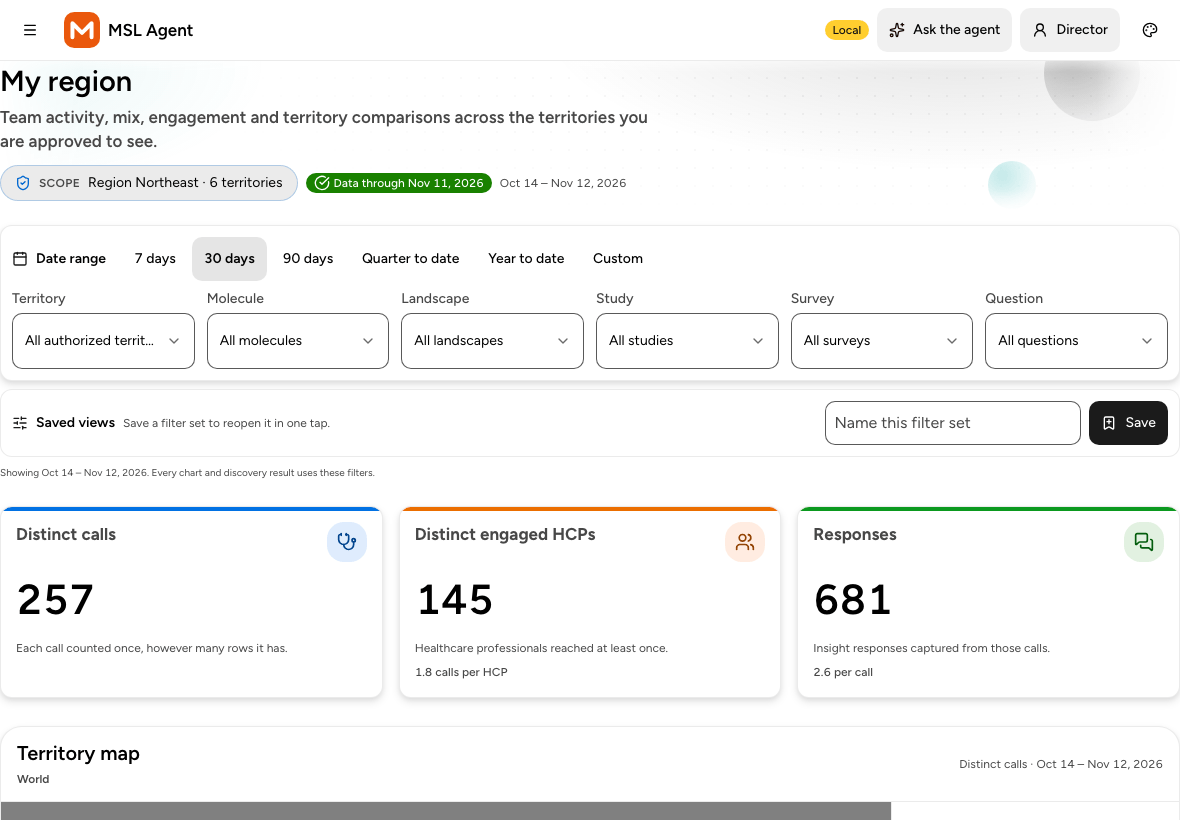 MSL Agent
Local
Ask the agent
Director
My region
Team activity, mix, engagement and territory comparisons across the territories you
are approved to see.
SCOPE Region Northeast · 6 territories
Data through Nov 11, 2026
Oct 14 – Nov 12, 2026
Date range
7 days
30 days
90 days
Quarter to date
Year to date
Custom
Territory
Molecule
Landscape
Study
Survey
Question
All authorized territ...
All molecules
All landscapes
All studies
All surveys
All questions
Saved views
Save a filter set to reopen it in one tap.
Name this filter set
Save
Showing Oct 14 – Nov 12, 2026. Every chart and discovery result uses these filters.
Distinct calls
257
Each call counted once, however many rows it has.
Distinct engaged HCPs
145
Healthcare professionals reached at least once.
1.8 calls per HCP
Responses
681
Insight responses captured from those calls.
2.6 per call
Territory map
World
Distinct calls · Oct 14 – Nov 12, 2026